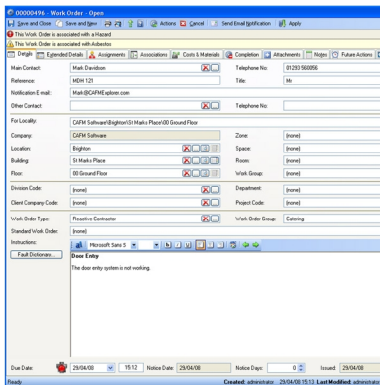 00000496 - Work Order - Open
Save and Close Save and New Actions Cancel Send Email Notification Apply
This Work Order is associated with a Hazard
This Work Order is associated with Asbestos
Details Extended Details Assignments Associations Costs & Materials Completion Attachments Notes Future Actions
Main Contact: Mark Davidson Telephone No: 01293 560056
Reference: MDH 121 Title: Mr
Notification E-mail: Mark@CAFMExplorer.com
Other Contact: Telephone No:
For Locality: CAFM Software\Brighton\St Marks Place\00 Ground Floor
Company: CAFM Software Zone: (none)
Location: Brighton Space: (none)
Building: St Marks Place Room: (none)
Floor: 00 Ground Floor Work Group: (none)
Division Code: (none) Department: (none)
Client Company Code: (none) Project Code: (none)
Work Order Type: Reactive Contractor Work Order Group: Catering
Standard Work Order: (none)
Instructions: Microsoft Sans S B I U
Fault Dictionary...
Door Entry
The door entry system is not working.
Due Date: 29/04/08 15:12 Notice Date: 29/04/08 Notice Days: 0 Issued: 29/04/08
Ready Created: administrator 29/04/08 15:13 Last Modified: administrator